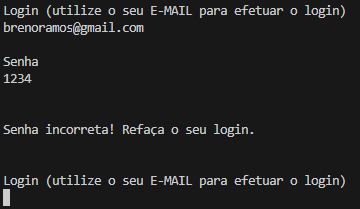 Login (utilize o seu E-MAIL para efetuar o login)
brenoramos@gmail.com
Senha
1234
Senha incorreta! Refaça o seu login.
Login (utilize o seu E-MAIL para efetuar o login)